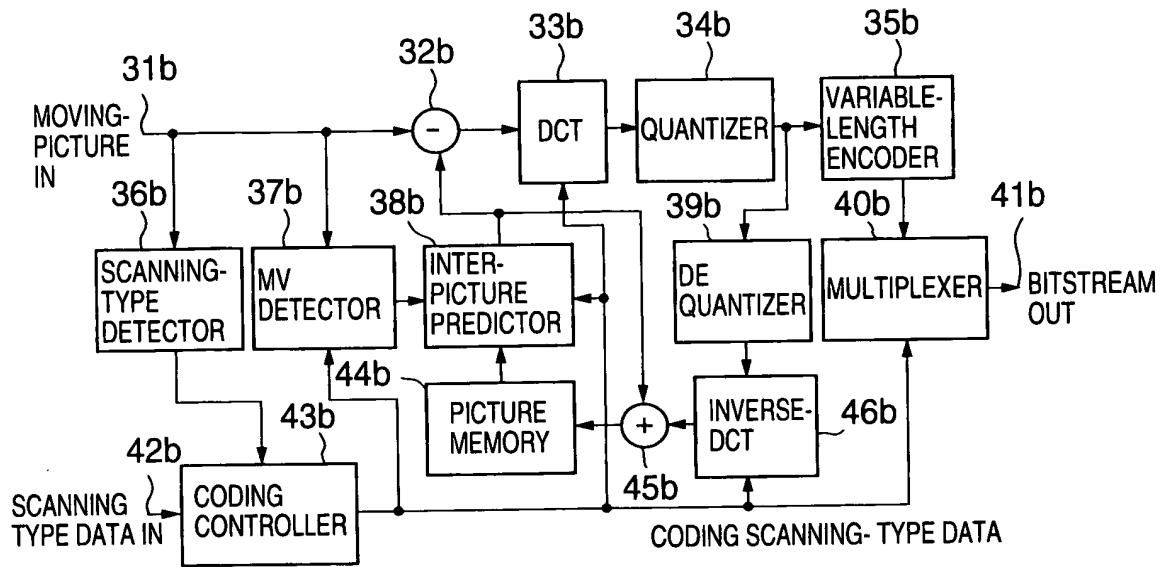 33b
34b
35b
32b
31b
MOVING-
PICTURE
IN
-
DCT
QUANTIZER
VARIABLE-
LENGTH
ENCODER
36b
37b
38b
39b
40b
41b
SCANNING-
TYPE
DETECTOR
MV
DETECTOR
INTER-
PICTURE
PREDICTOR
DE
QUANTIZER
MULTIPLEXER
BITSTREAM
OUT
44b
PICTURE
MEMORY
+
45b
INVERSE-
DCT
46b
42b
43b
SCANNING
TYPE DATA IN
CODING
CONTROLLER
CODING SCANNING- TYPE DATA